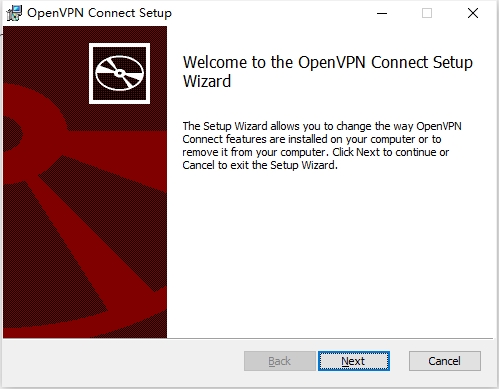 OpenVPN Connect Setup
Welcome to the OpenVPN Connect Setup
Wizard
The Setup Wizard allows you to change the way OpenVPN
Connect features are installed on your computer or to
remove it from your computer. Click Next to continue or
Cancel to exit the Setup Wizard.
Back Next Cancel